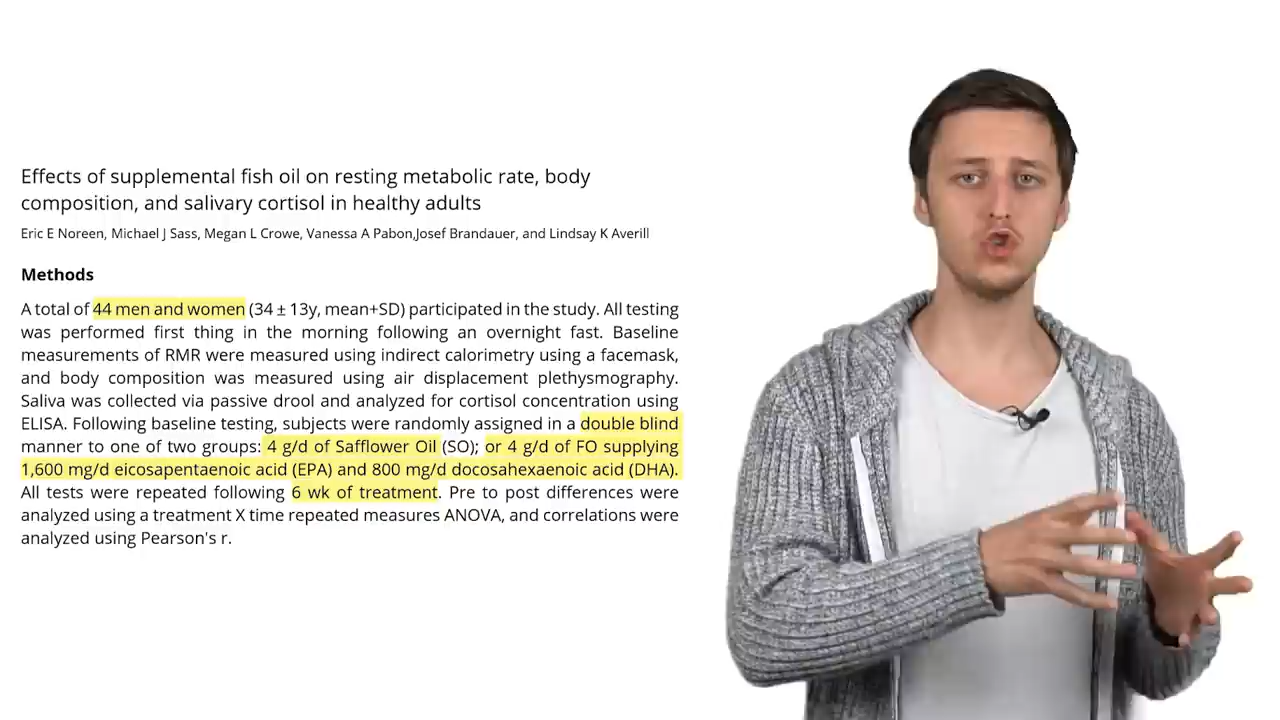 Effects of supplemental fish oil on resting metabolic rate, body
composition, and salivary cortisol in healthy adults
Eric E Noreen, Michael J Sass, Megan L Crowe, Vanessa A Pabon,Josef Brandauer, and Lindsay K Averill
Methods
A total of 44 men and women (34 ± 13y, mean+SD) participated in the study. All testing
was performed first thing in the morning following an overnight fast. Baseline
measurements of RMR were measured using indirect calorimetry using a facemask,
and body composition was measured using air displacement plethysmography.
Saliva was collected via passive drool and analyzed for cortisol concentration using
ELISA. Following baseline testing, subjects were randomly assigned in a double blind
manner to one of two groups: 4 g/d of Safflower Oil (SO); or 4 g/d of FO supplying
1,600 mg/d eicosapentaenoic acid (EPA) and 800 mg/d docosahexaenoic acid (DHA).
All tests were repeated following 6 wk of treatment. Pre to post differences were
analyzed using a treatment X time repeated measures ANOVA, and correlations were
analyzed using Pearson's r.